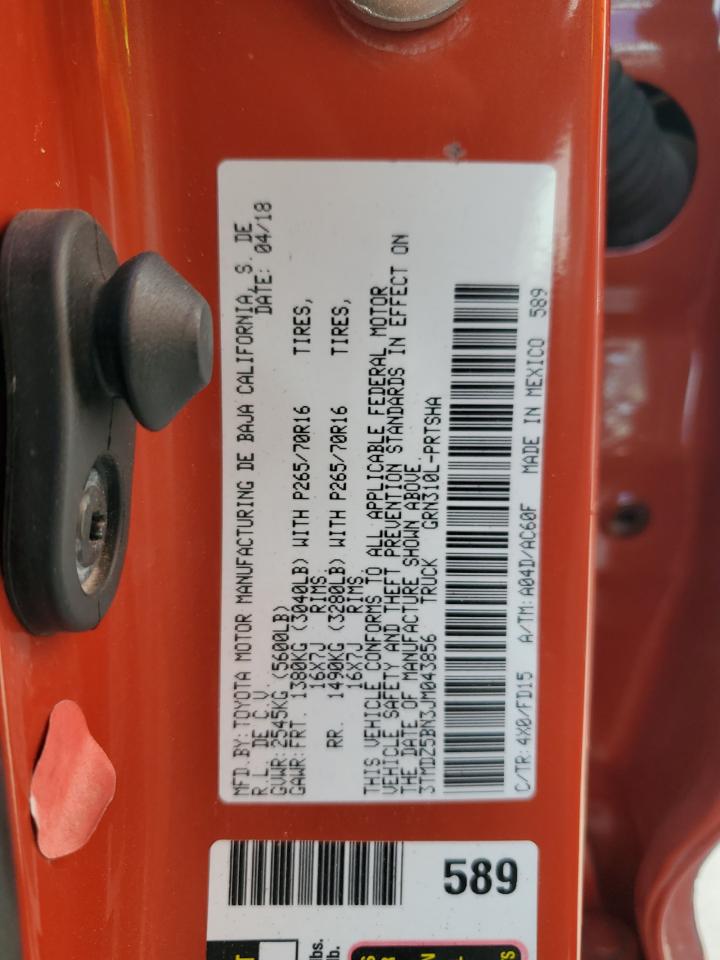 MFD.BY:TOYOTA MOTOR MANUFACTURING DE BAJA CALIFORNIA, S. DE
R.L. DE C.V. DATE: 04/18
GVWR:2545KG (5600LB)
GAWR:FRT. 1380KG (3040LB) WITH P265/70R16 TIRES,
16X7J RIMS
RR. 1490KG (3280LB) WITH P265/70R16 TIRES,
16X7J RIMS
THIS VEHICLE CONFORMS TO ALL APPLICABLE FEDERAL MOTOR
VEHICLE SAFETY AND THEFT PREVENTION STANDARDS IN EFFECT ON
THE DATE OF MANUFACTURE SHOWN ABOVE.
3TMDZ5BN3JM043856 TRUCK GRN310L-PRTSHA
C/TR: 4X0/FD15 A/TM: A04D/AC60F MADE IN MEXICO 589
589
lbs.
lb.